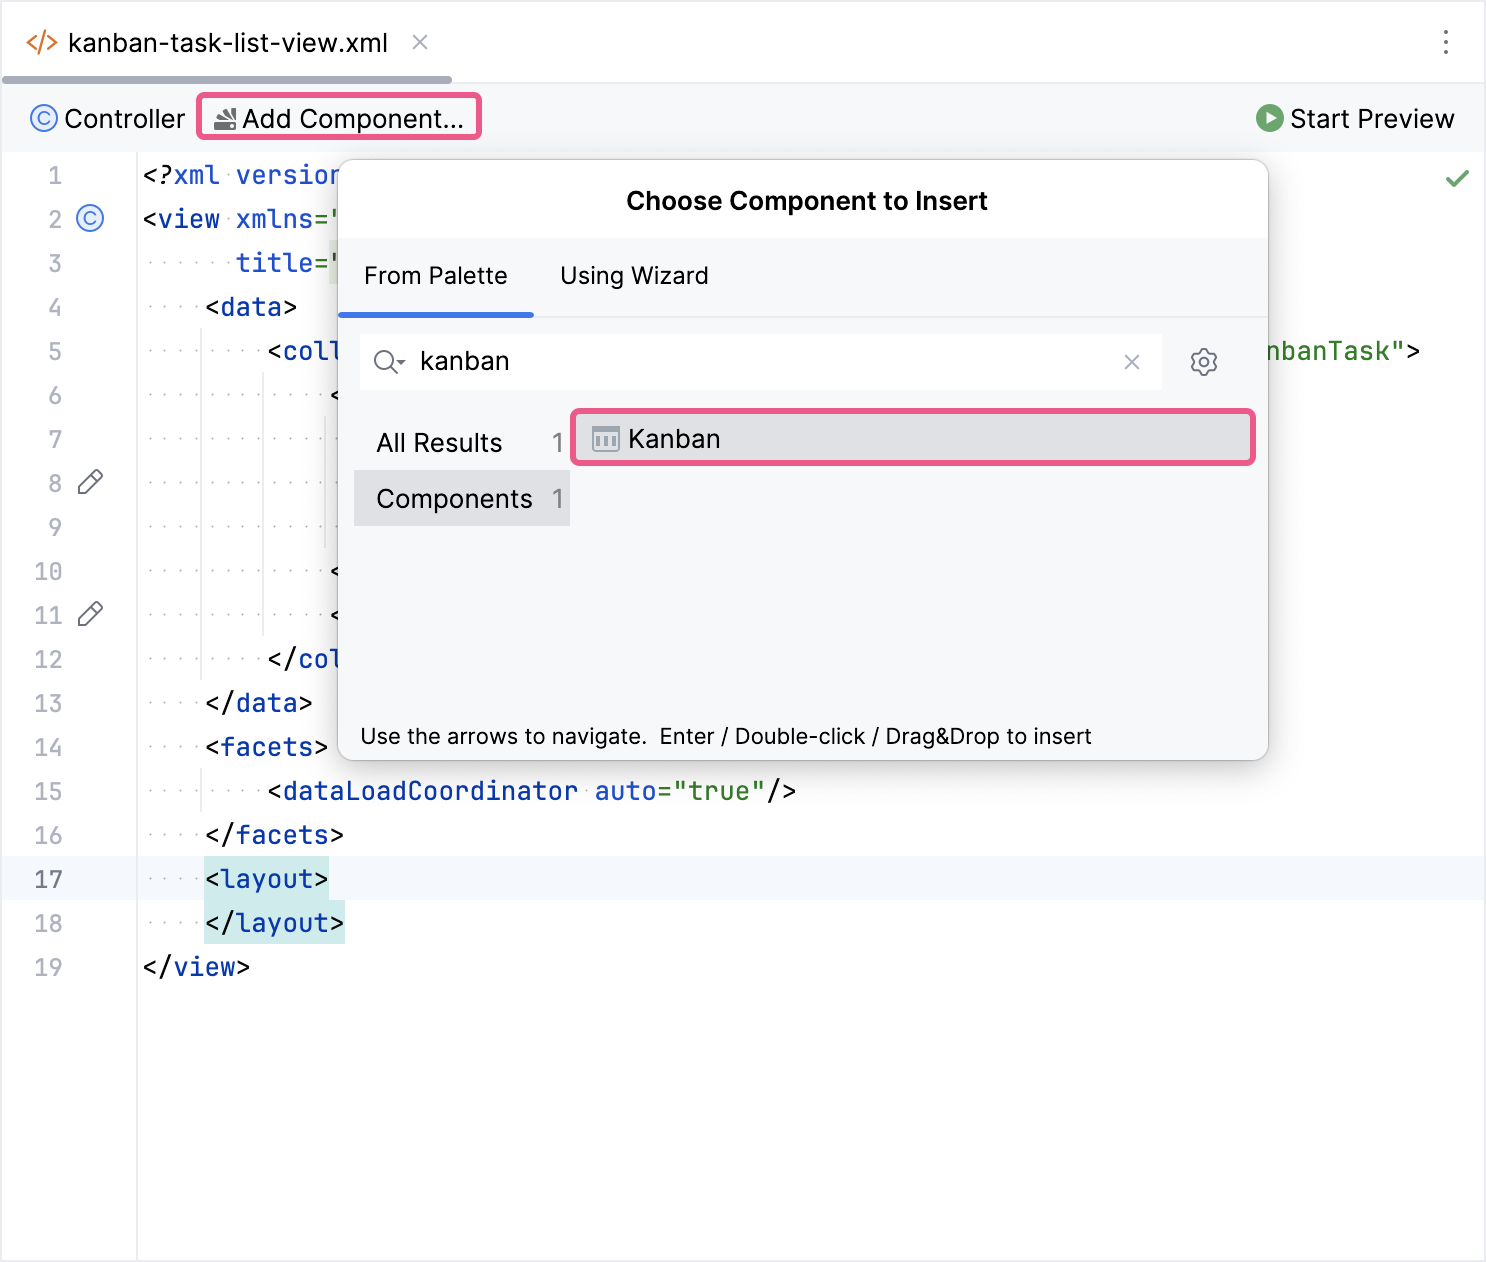 kanban-task-list-view.xml
Controller Add Component... Start Preview
1 <?xml version
2 <view xmlns="
3 title="
4 <data>
5 <coll nbanTask">
6 <
7
8
9
10 <
11 <
12 </col
13 </data>
14 <facets>
15 <dataLoadCoordinator auto="true"/>
16 </facets>
17 <layout>
18 </layout>
19 </view>
Choose Component to Insert
From Palette Using Wizard
kanban
All Results 1
Components 1
Kanban
Use the arrows to navigate. Enter / Double-click / Drag&Drop to insert